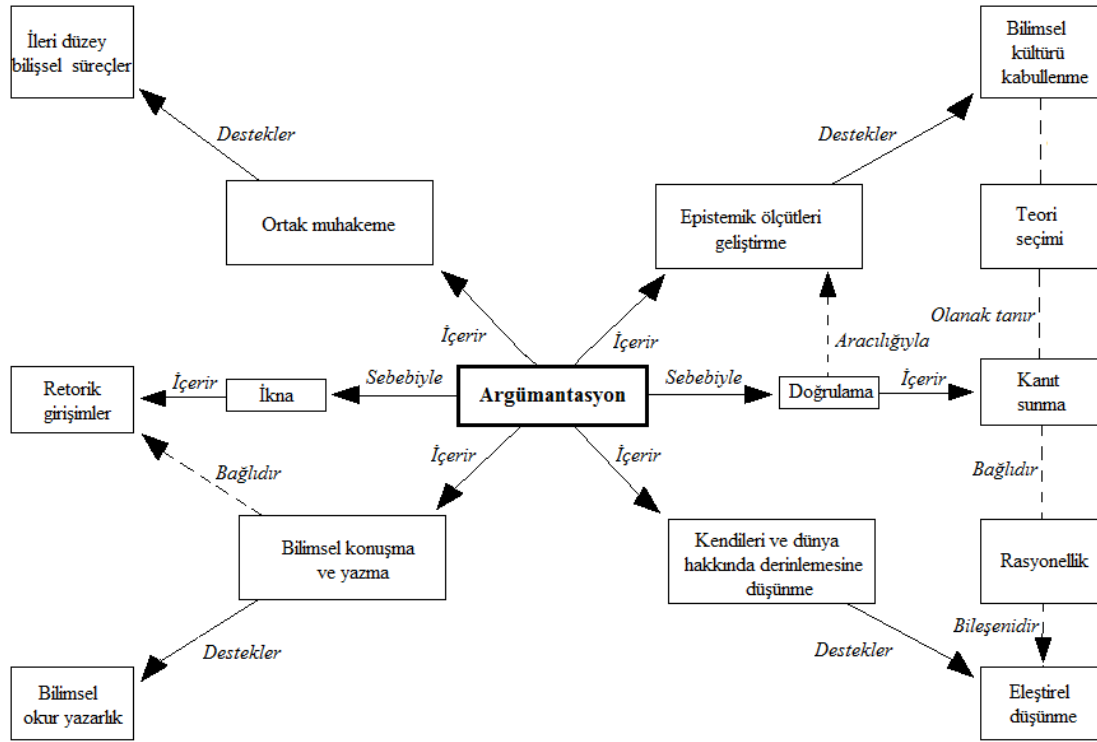 İleri düzey
bilişsel süreçler
Bilimsel
kültürü
kabullenme
Destekler
Destekler
Ortak muhakeme
Epistemik ölçütleri
geliştirme
Teori
seçimi
Olanak tanır
İçerir
İçerir
Aracılığıyla
Retorik
girişimler
İçerir
İkna
Sebebiyle
Argümantasyon
Sebebiyle
Doğrulama
İçerir
Kanıt
sunma
Bağlıdır
İçerir
İçerir
Bağlıdır
Bilimsel konuşma
ve yazma
Kendileri ve dünya
hakkında derinlemesine
düşünme
Rasyonellik
Bileşenidir
Destekler
Destekler
Bilimsel
okur yazarlık
Eleştirel
düşünme